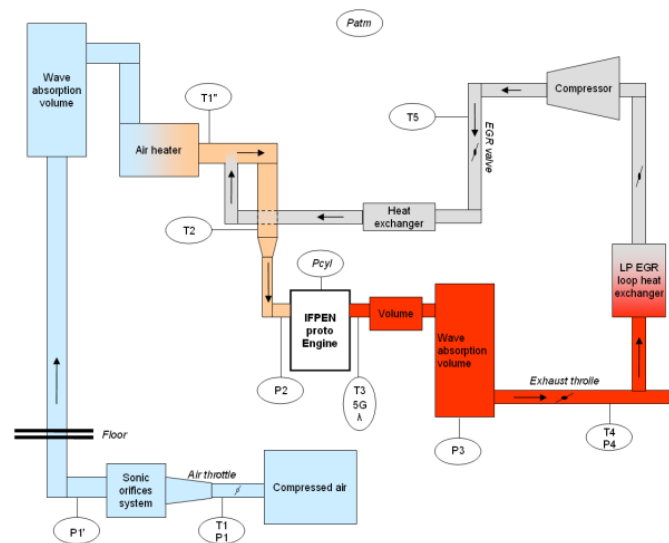 Patm
Wave
absorption
volume
T1"
Air heater
Compressor
T5
EGR valve
Heat
exchanger
T2
Pcyl
LP EGR
loop heat
exchanger
IFPEN
proto
Engine
Volume
Wave
absorption
volume
P2
T3
5G
λ
Exhaust throlle
T4
P4
P3
Floor
Sonic
orifices
system
Air throttle
Compressed air
P1'
T1
P1